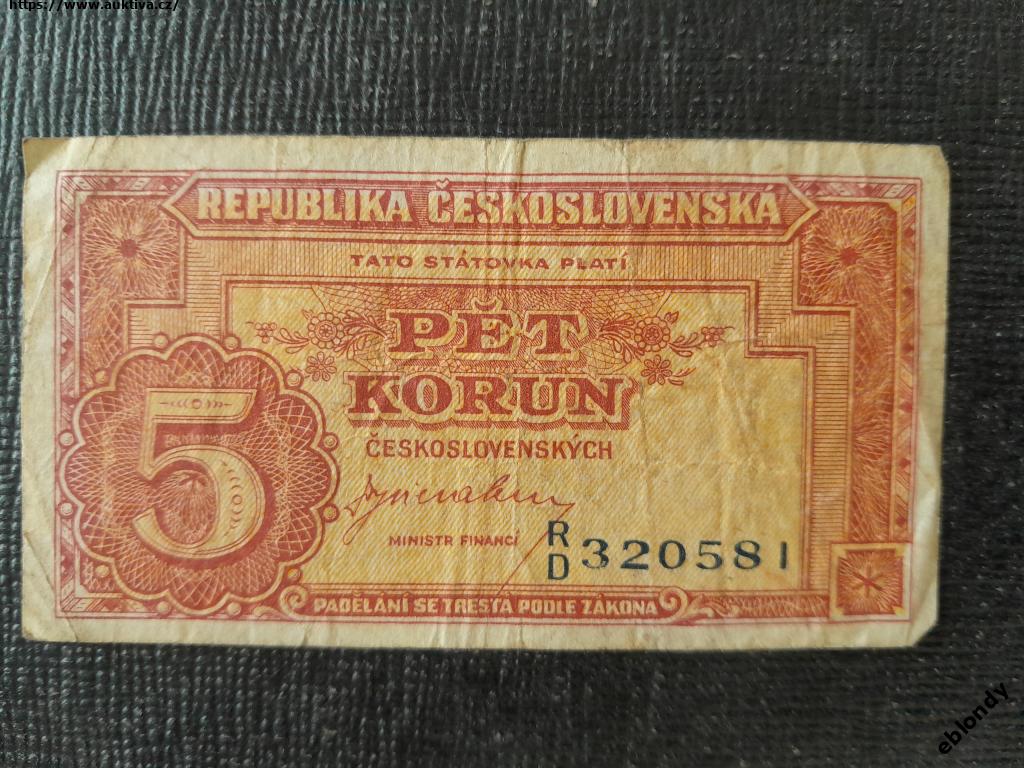 https://www.auktiva.cz/
REPUBLIKA ČESKOSLOVENSKÁ
TATO STÁTOVKA PLATÍ
PĚT
KORUN
ČESKOSLOVENSKÝCH
5
MINISTR FINANCÍ
R/D 320581
PADĚLÁNÍ SE TRESTÁ PODLE ZÁKONA
eblondy